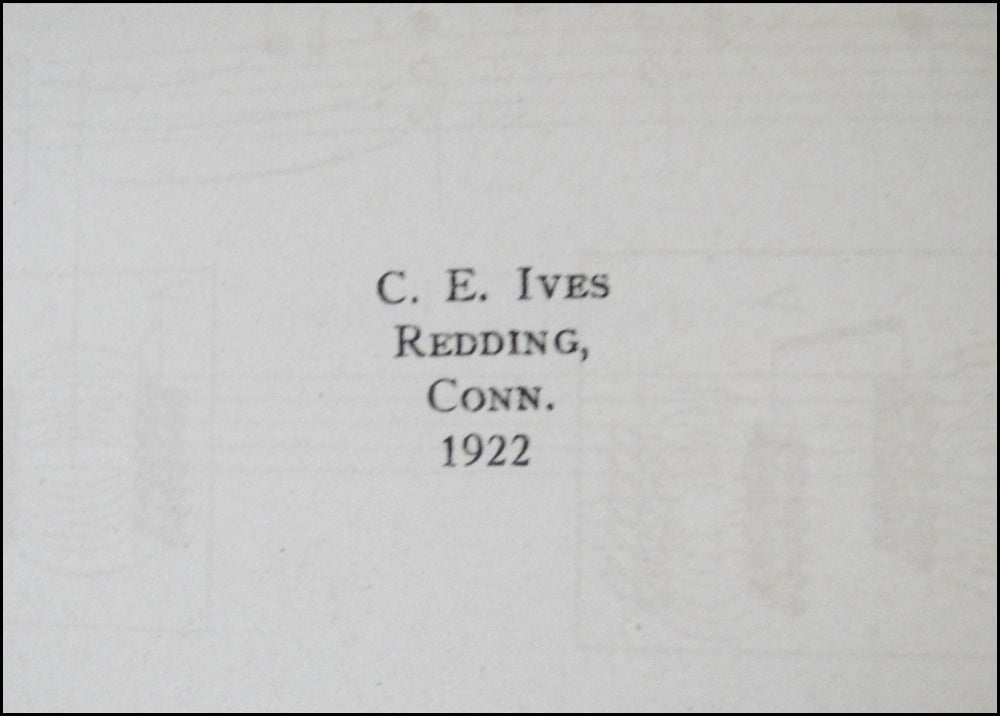 C. E. Ives
Redding,
Conn.
1922